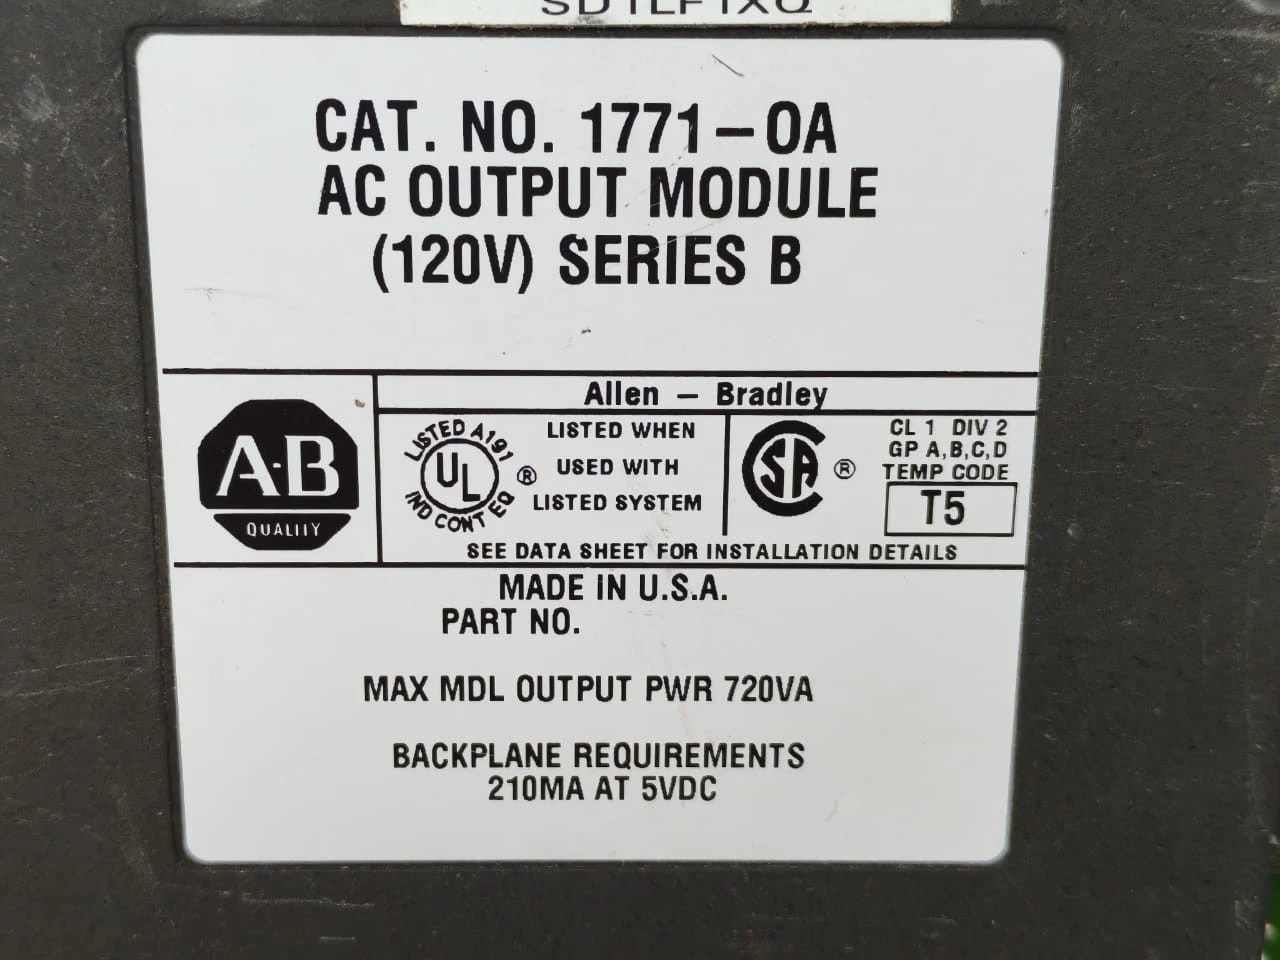 CAT. NO. 1771-OA
AC OUTPUT MODULE
(120V) SERIES B
Allen - Bradley
A·B
QUALITY
LISTED A191
UL
IND CONT EQ
®
LISTED WHEN
USED WITH
LISTED SYSTEM
SA ®
CL 1 DIV 2
GP A,B,C,D
TEMP CODE
T5
SEE DATA SHEET FOR INSTALLATION DETAILS
MADE IN U.S.A.
PART NO.
MAX MDL OUTPUT PWR 720VA
BACKPLANE REQUIREMENTS
210MA AT 5VDC